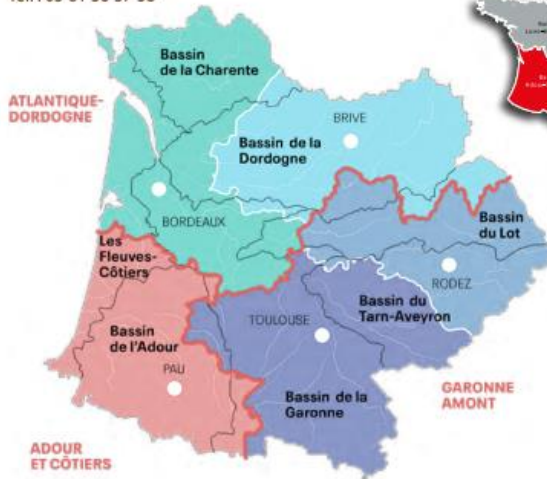 Bassin
de la Charente
ATLANTIQUE-
DORDOGNE
BRIVE
Bassin de la
Dordogne
BORDEAUX
Bassin
du Lot
Les
Fleuves-
Côtiers
RODEZ
Bassin du
Tarn-Aveyron
TOULOUSE
Bassin
de l'Adour
PAU
GARONNE
AMONT
Bassin de la
Garonne
ADOUR
ET CÔTIERS